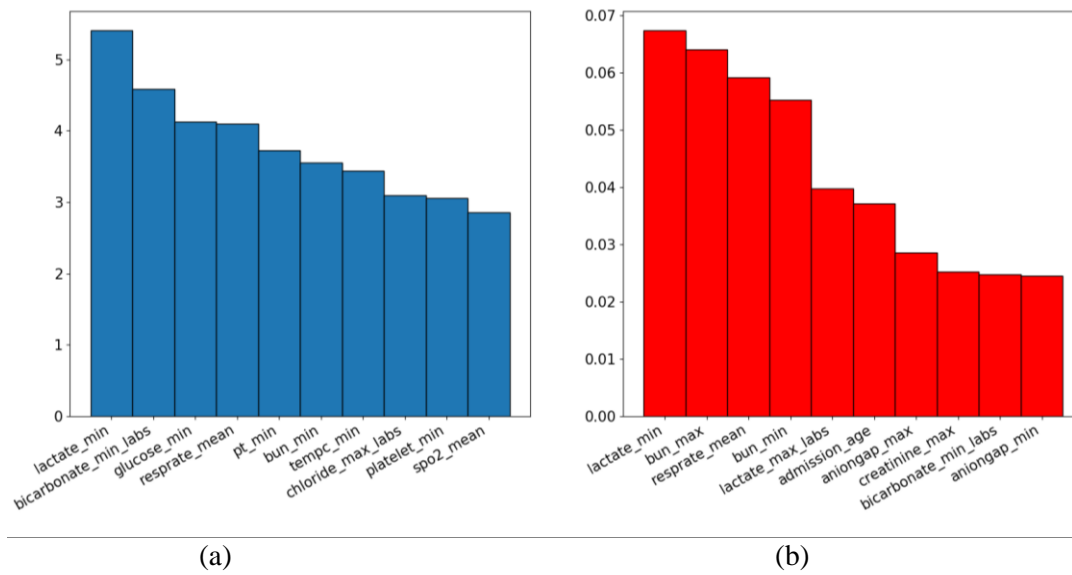 5
4
3
2
1
0
lactate_min
bicarbonate_min_labs
glucose_min
resprate_mean
pt_min
bun_min
tempc_min
chloride_max_labs
platelet_min
spo2_mean
(a)
0.07
0.06
0.05
0.04
0.03
0.02
0.01
0.00
lactate_min
bun_max
resprate_mean
bun_min
lactate_max_labs
admission_age
aniongap_max
creatinine_max
bicarbonate_min_labs
aniongap_min
(b)